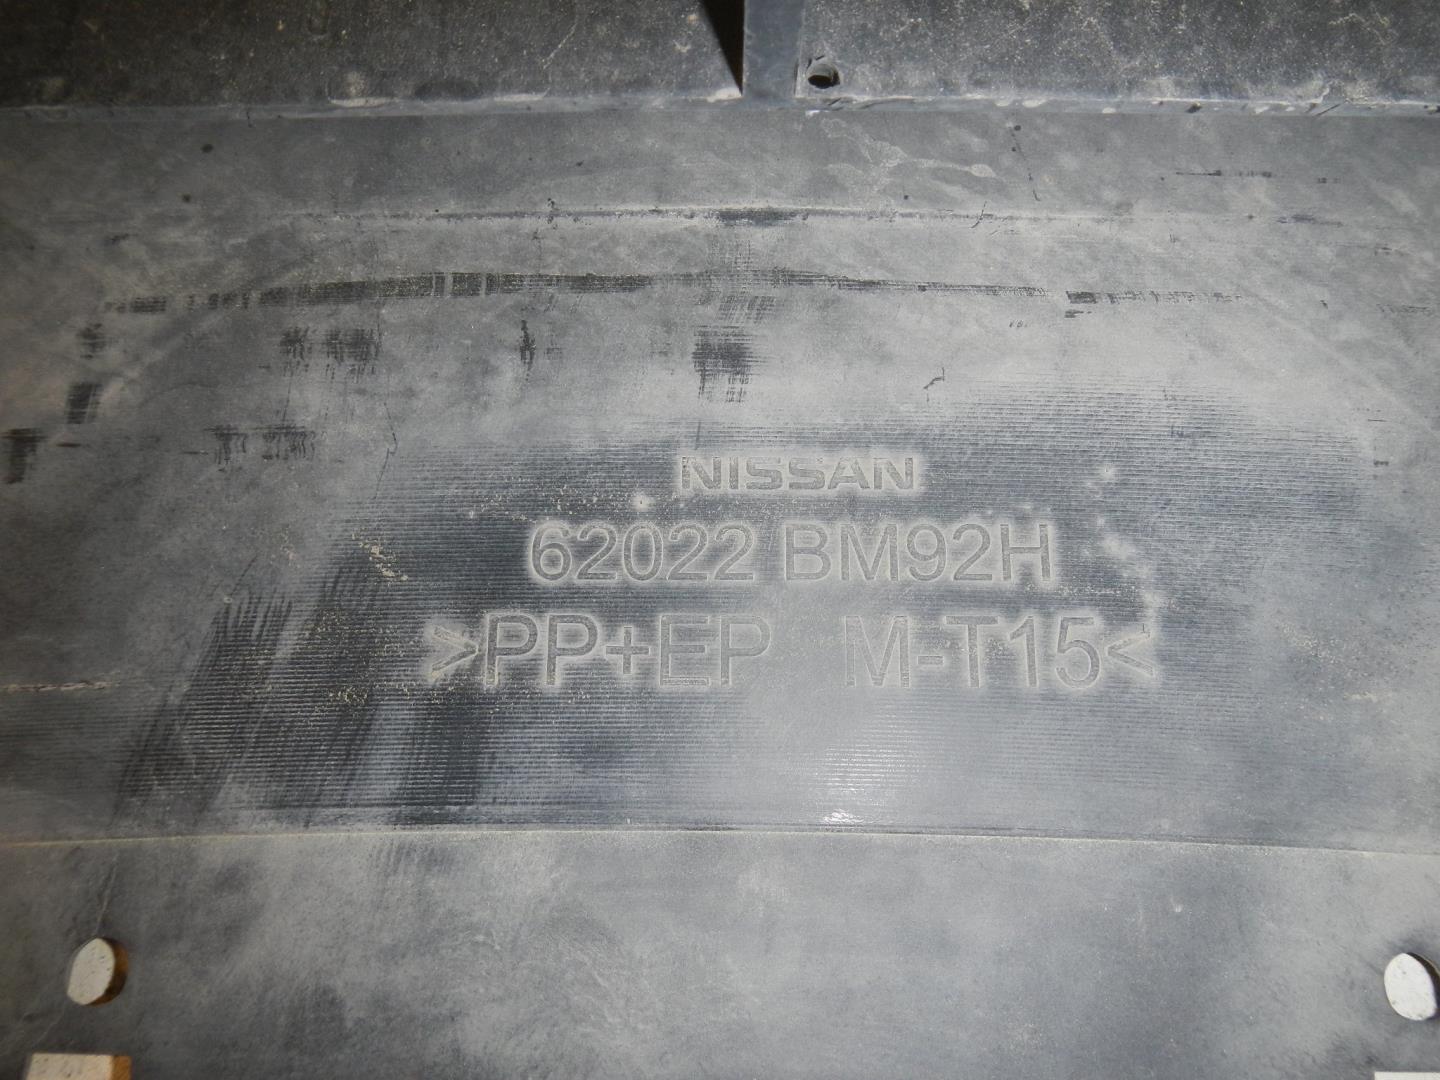 NISSAN
62022 BM92H
>PP+EP M-T15<